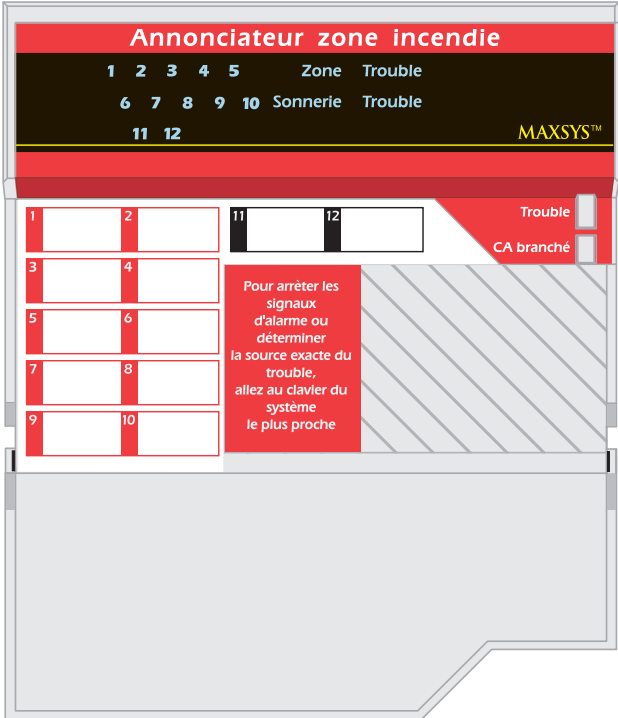 Annonciateur zone incendie
1 2 3 4 5 Zone Trouble
6 7 8 9 10 Sonnerie Trouble
11 12
MAXSYS™
1 2
3 4
5 6
7 8
9 10
11 12
Trouble
CA branché
Pour arrèter les
signaux
d'alarme ou
déterminer
la source exacte du
trouble,
allez au clavier du
système
le plus proche